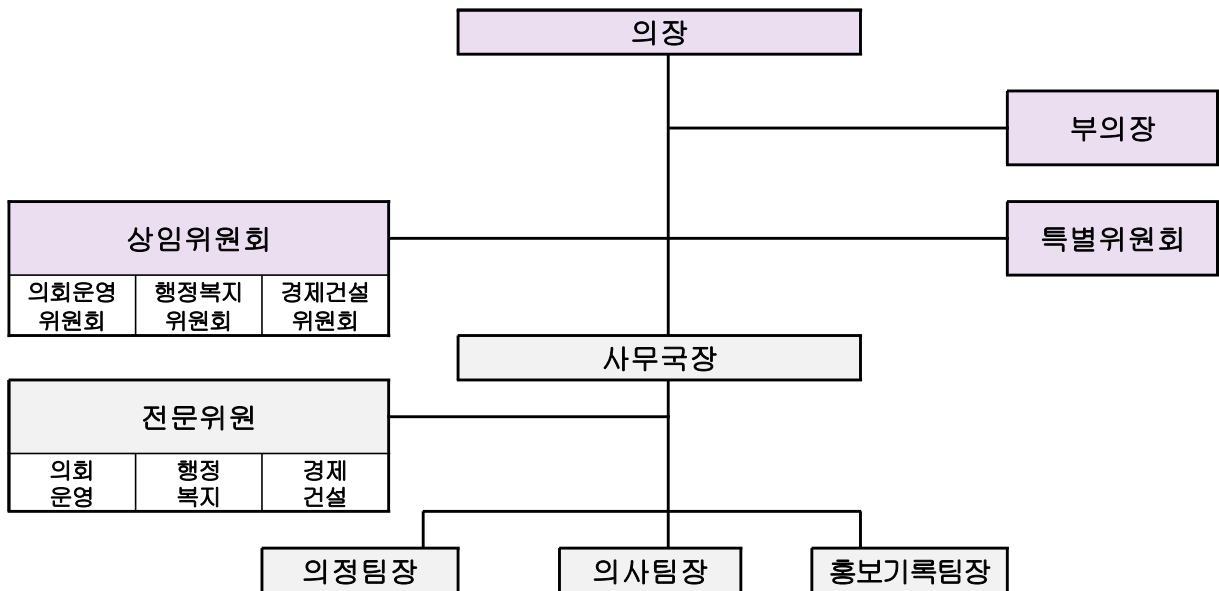 의장
부의장
상임위원회
특별위원회
의회운영 행정복지 경제건설
위원회 위원회 위원회
사무국장
전문위원
의회 행정 경제
운영 복지 건설
의정팀장 의사팀장 홍보기록팀장